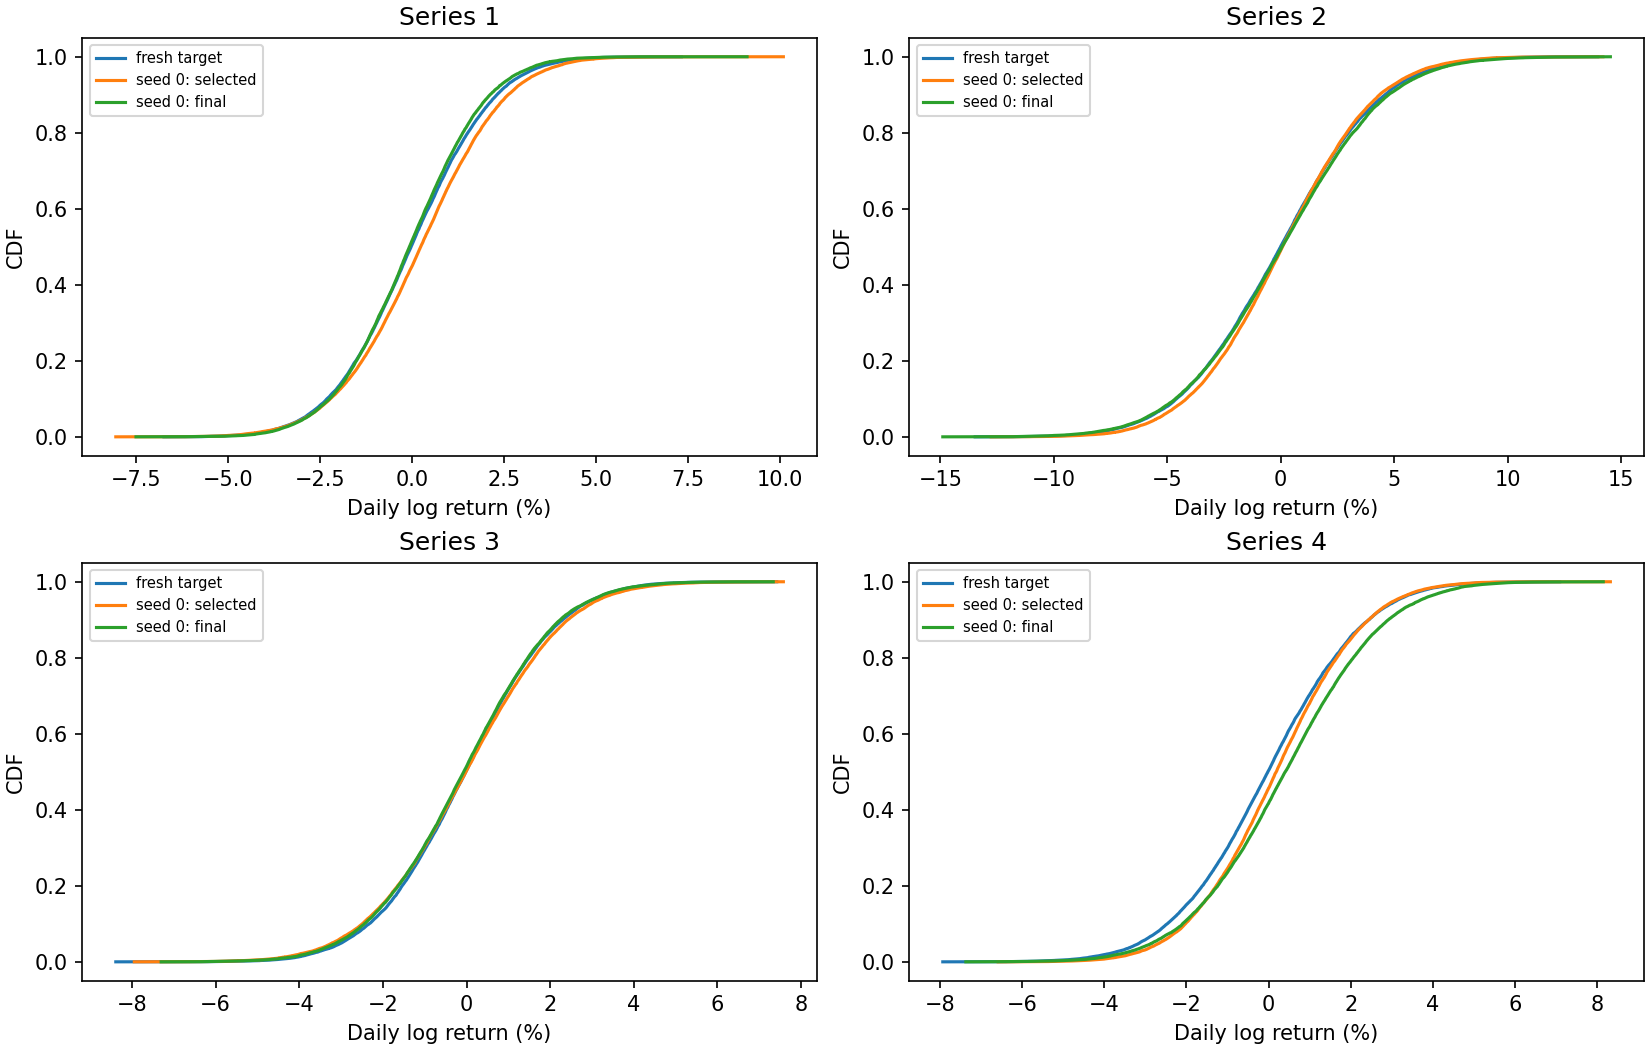 Series 1
fresh target
seed 0: selected
seed 0: final
1.0
0.8
0.6
0.4
0.2
0.0
CDF
−7.5 −5.0 −2.5 0.0 2.5 5.0 7.5 10.0
Daily log return (%)
Series 2
fresh target
seed 0: selected
seed 0: final
1.0
0.8
0.6
0.4
0.2
0.0
CDF
−15 −10 −5 0 5 10 15
Daily log return (%)
Series 3
fresh target
seed 0: selected
seed 0: final
1.0
0.8
0.6
0.4
0.2
0.0
CDF
−8 −6 −4 −2 0 2 4 6 8
Daily log return (%)
Series 4
fresh target
seed 0: selected
seed 0: final
1.0
0.8
0.6
0.4
0.2
0.0
CDF
−8 −6 −4 −2 0 2 4 6 8
Daily log return (%)